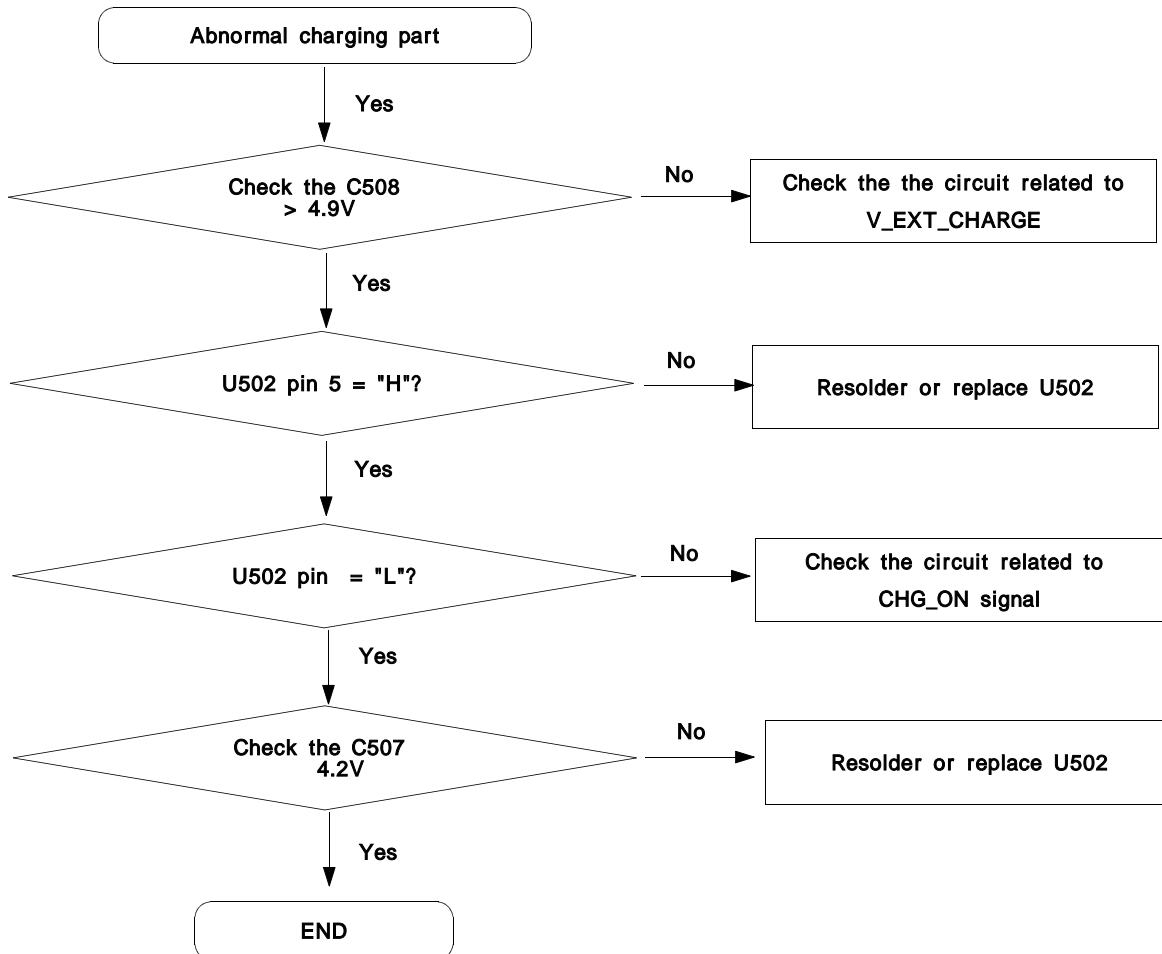 Abnormal charging part
Yes
Check the C508
> 4.9V
No
Check the the circuit related to
V_EXT_CHARGE
Yes
U502 pin 5 = "H"?
No
Resolder or replace U502
Yes
U502 pin = "L"?
No
Check the circuit related to
CHG_ON signal
Yes
Check the C507
4.2V
No
Resolder or replace U502
Yes
END